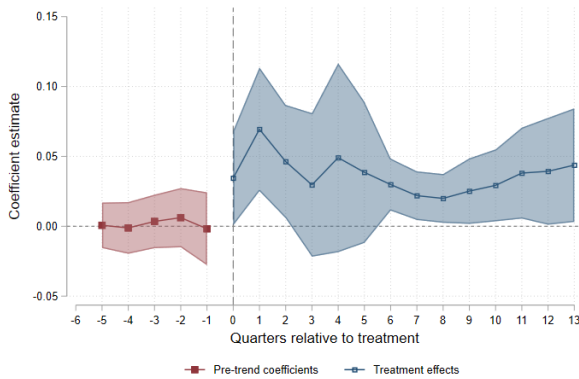 0.15
0.10
0.05
0.00
-0.05
Coefficient estimate
-6 -5 -4 -3 -2 -1 0 1 2 3 4 5 6 7 8 9 10 11 12 13
Quarters relative to treatment
Pre-trend coefficients Treatment effects